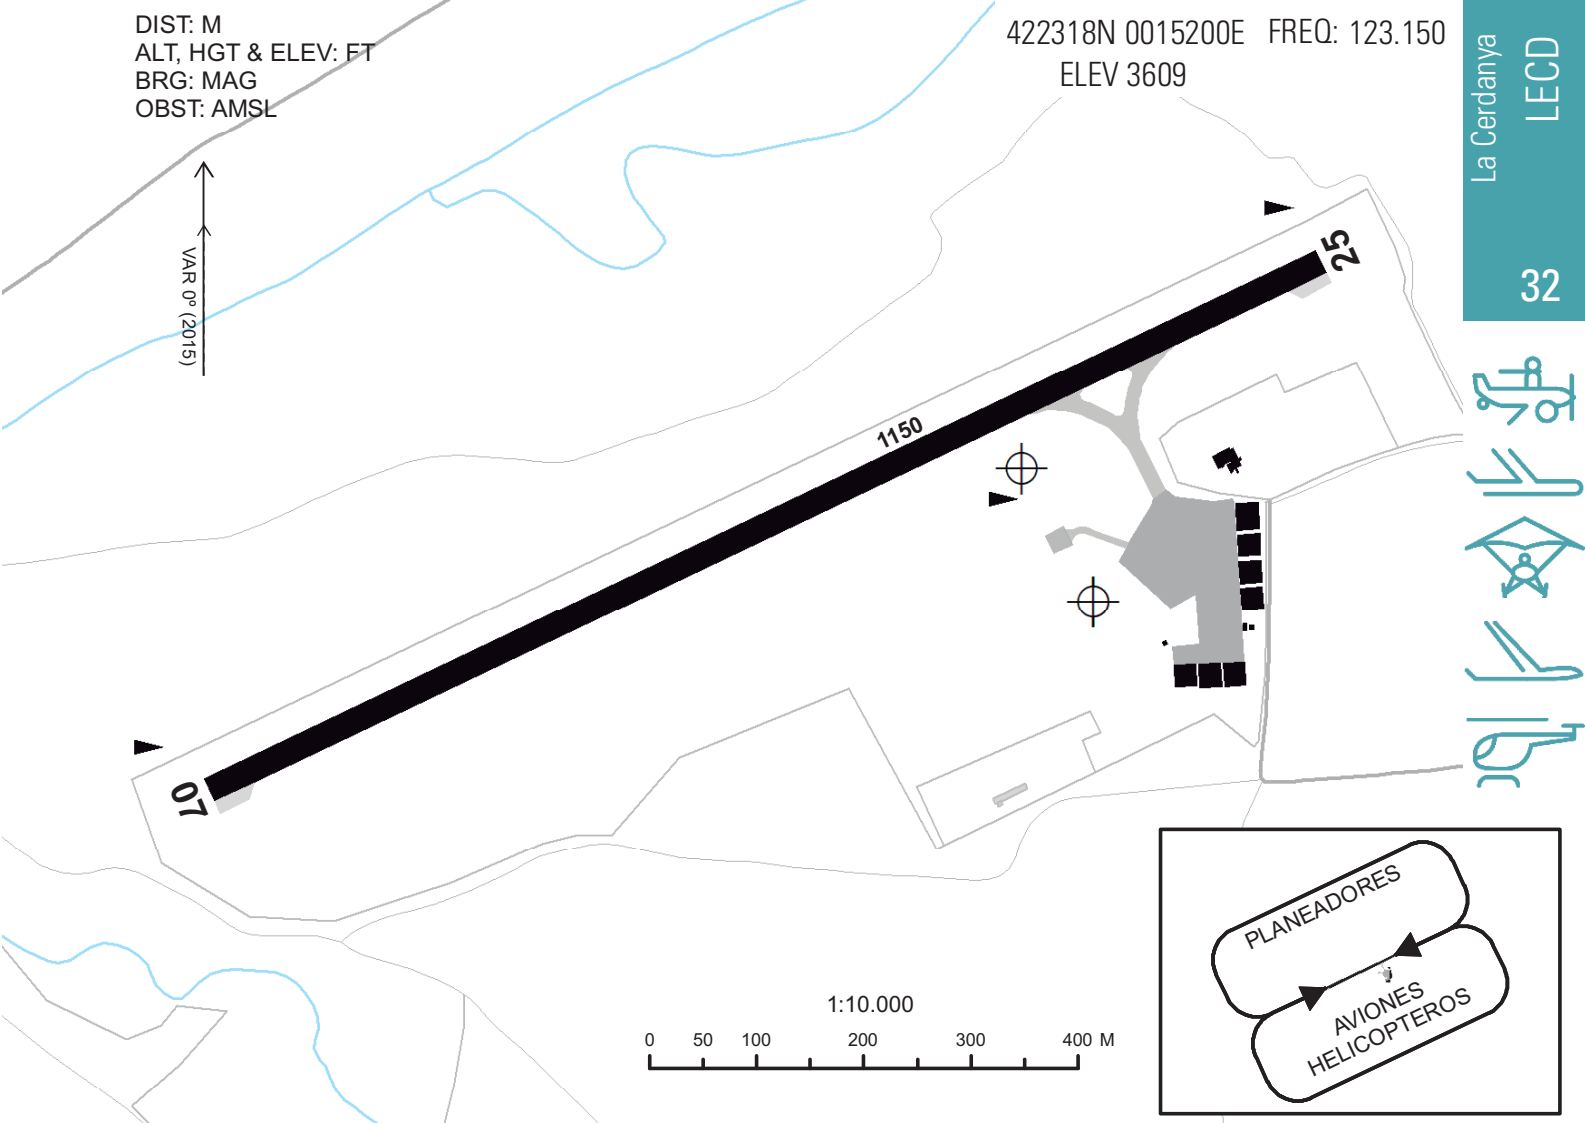 DIST: M
ALT, HGT & ELEV: FT
BRG: MAG
OBST: AMSL
422318N 0015200E FREQ: 123.150
ELEV 3609
La Cerdanya
LECD
32
VAR 0º (2015)
25
1150
07
1:10.000
0 50 100 200 300 400 M
PLANEADORES
AVIONES
HELICOPTEROS